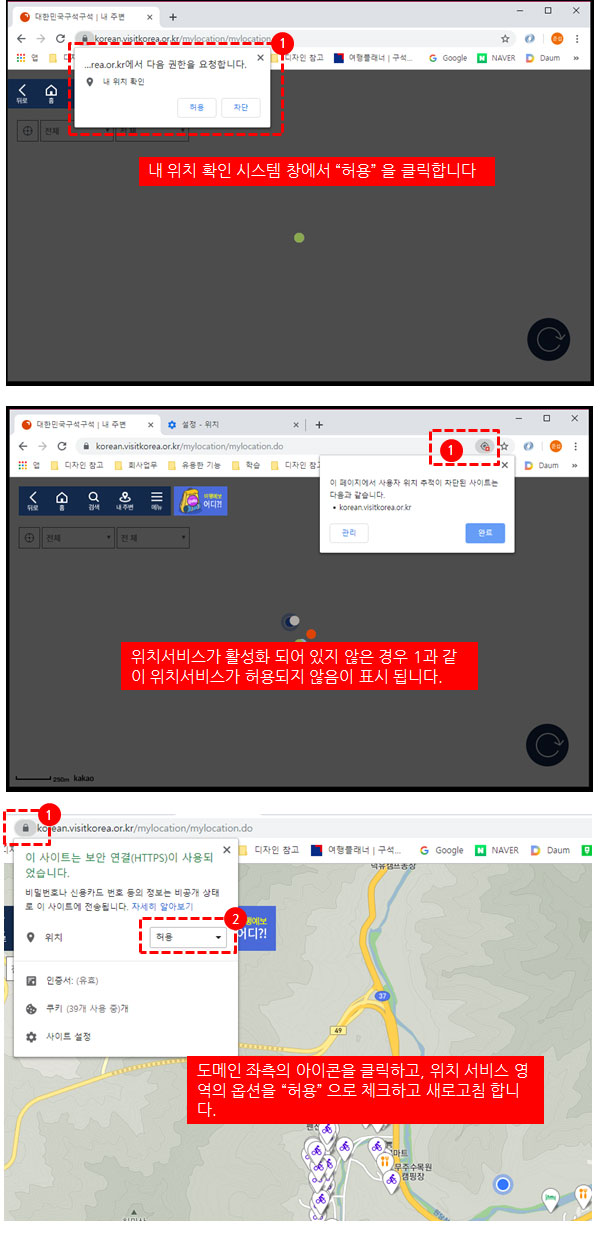 대한민국구석구석 | 내 주변
korean.visitkorea.or.kr/mylocation/mylocation
앱
디자인 참고
여행플래너 | 구석...
Google
NAVER
Daum
»
1
...rea.or.kr에서 다음 권한을 요청합니다.
내 위치 확인
허용
차단
뒤로
홈
전체
내 위치 확인 시스템 창에서 “허용” 을 클릭합니다
대한민국구석구석 | 내 주변
설정 - 위치
korean.visitkorea.or.kr/mylocation/mylocation.do
1
앱
디자인 참고
회사업무
유용한 기능
학습
디자인 참고
Daum
»
이 페이지에서 사용자 위치 추적이 차단된 사이트는
다음과 같습니다.
• korean.visitkorea.or.kr
관리
완료
뒤로
홈
검색
내주변
메뉴
여행예보
어디?!
전체
전체
위치서비스가 활성화 되어 있지 않은 경우 1과 같
이 위치서비스가 허용되지 않음이 표시 됩니다.
250m kakao
1
korean.visitkorea.or.kr/mylocation/mylocation.do
디자인 참고
여행플래너 | 구석...
Google
NAVER
Daum
이 사이트는 보안 연결(HTTPS)이 사용되
었습니다.
비밀번호나 신용카드 번호 등의 정보는 비공개 상태
로 이 사이트에 전송됩니다. 자세히 알아보기
2
위치
허용
어디?!
인증서: (유효)
쿠키 (39개 사용 중)개
사이트 설정
덕유캠프통장
37
49
도메인 좌측의 아이콘을 클릭하고, 위치 서비스 영
역의 옵션을 “허용” 으로 체크하고 새로고침 합니
다.
무주수목원
캠핑장